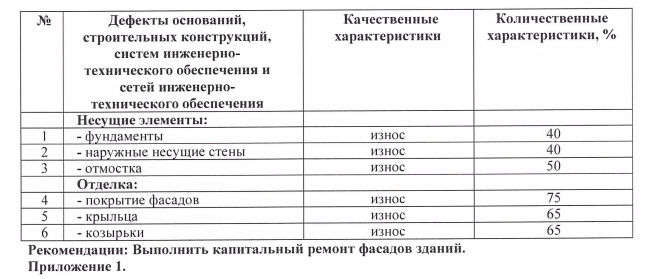 № Дефекты оснований, строительных конструкций, систем инженерно-технического обеспечения и сетей инженерно-технического обеспечения Качественные характеристики Количественные характеристики, %
Несущие элементы:
1 - фундаменты износ 40
2 - наружные несущие стены износ 40
3 - отмостка износ 50
Отделка:
4 - покрытие фасадов износ 75
5 - крыльца износ 65
6 - козырьки износ 65
Рекомендации: Выполнить капитальный ремонт фасадов зданий.
Приложение 1.